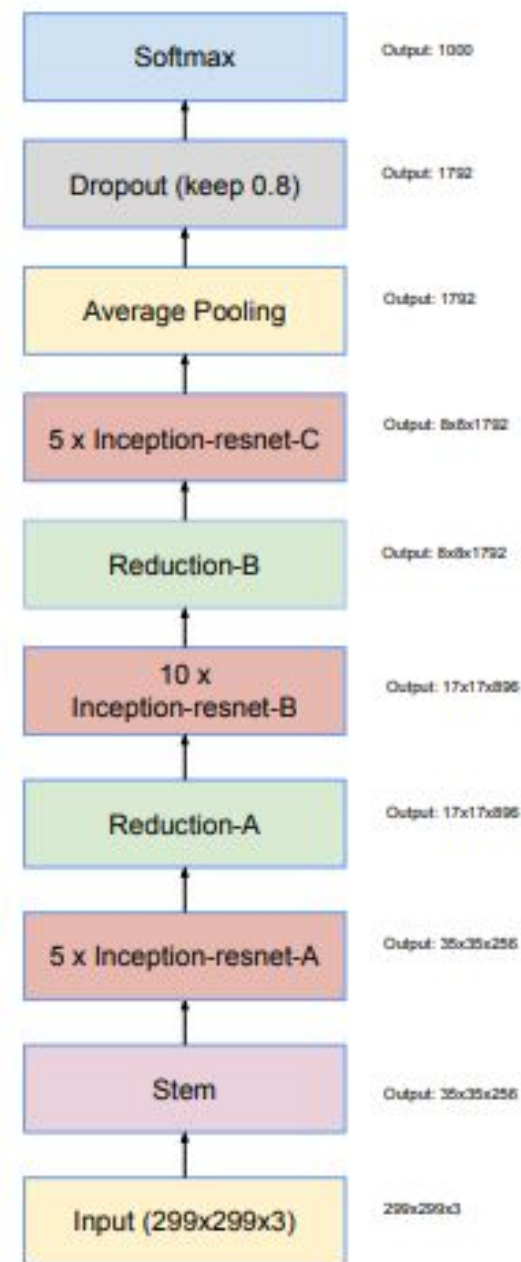 Softmax
Output: 1000
Dropout (keep 0.8)
Output: 1792
Average Pooling
Output: 1792
5 x Inception-resnet-C
Output: 8x8x1792
Reduction-B
Output: 8x8x1792
10 x
Inception-resnet-B
Output: 17x17x896
Reduction-A
Output: 17x17x896
5 x Inception-resnet-A
Output: 35x35x256
Stem
Output: 35x35x256
Input (299x299x3)
299x299x3